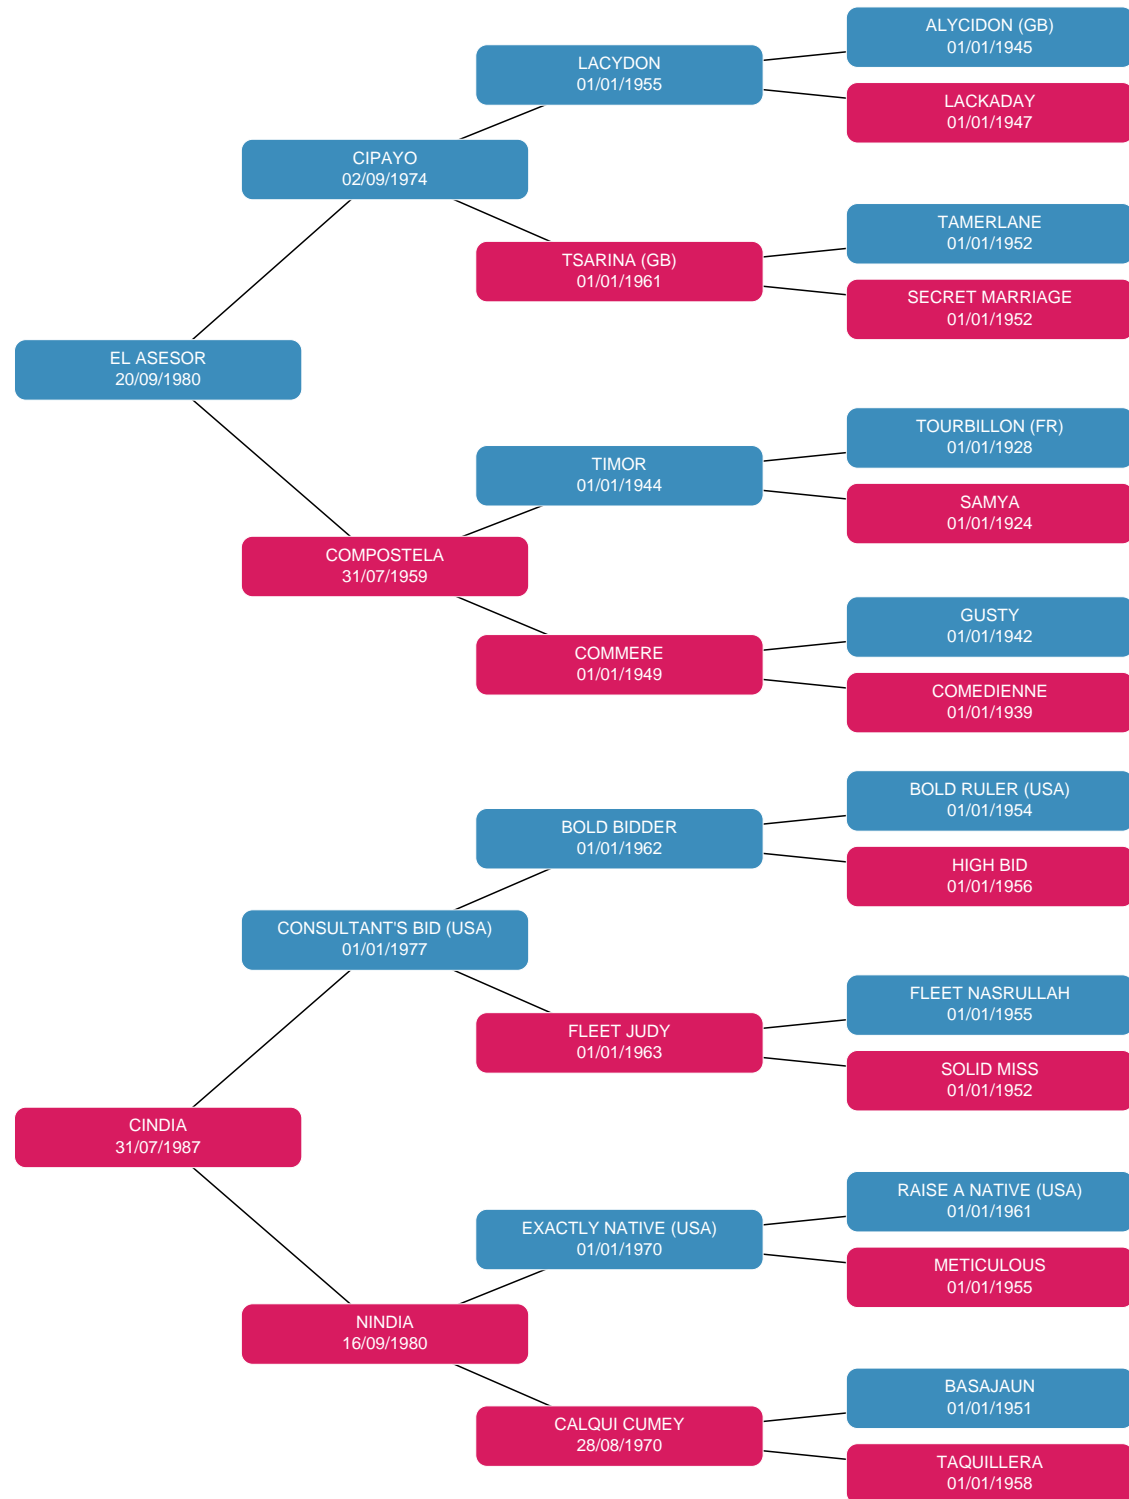 ALYCIDON (GB)
01/01/1945
LACYDON
01/01/1955
LACKADAY
01/01/1947
CIPAYO
02/09/1974
TAMERLANE
01/01/1952
TSARINA (GB)
01/01/1961
SECRET MARRIAGE
01/01/1952
EL ASESOR
20/09/1980
TOURBILLON (FR)
01/01/1928
TIMOR
01/01/1944
SAMYA
01/01/1924
COMPOSTELA
31/07/1959
GUSTY
01/01/1942
COMMERE
01/01/1949
COMEDIENNE
01/01/1939
BOLD RULER (USA)
01/01/1954
BOLD BIDDER
01/01/1962
HIGH BID
01/01/1956
CONSULTANT'S BID (USA)
01/01/1977
FLEET NASRULLAH
01/01/1955
FLEET JUDY
01/01/1963
SOLID MISS
01/01/1952
CINDIA
31/07/1987
RAISE A NATIVE (USA)
01/01/1961
EXACTLY NATIVE (USA)
01/01/1970
METICULOUS
01/01/1955
NINDIA
16/09/1980
BASAJAUN
01/01/1951
CALQUI CUMEY
28/08/1970
TAQUILLERA
01/01/1958